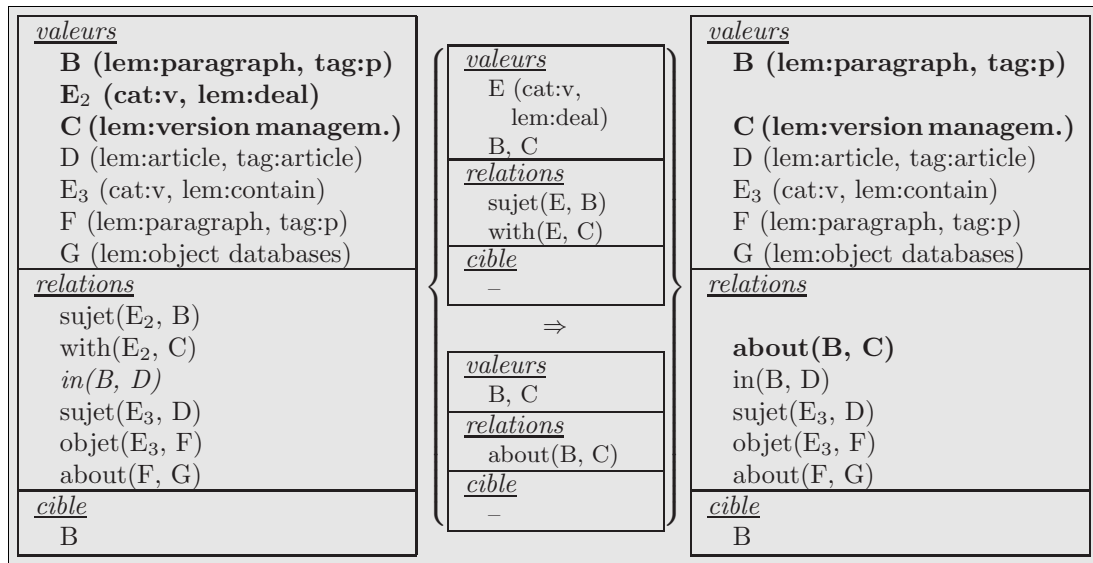 valeurs
B (lem:paragraph, tag:p)
E₂ (cat:v, lem:deal)
C (lem:version managem.)
D (lem:article, tag:article)
E₃ (cat:v, lem:contain)
F (lem:paragraph, tag:p)
G (lem:object databases)
relations
sujet(E₂, B)
with(E₂, C)
in(B, D)
sujet(E₃, D)
objet(E₃, F)
about(F, G)
cible
B
valeurs
E (cat:v,
lem:deal)
B, C
relations
sujet(E, B)
with(E, C)
cible
–
⇒
valeurs
B, C
relations
about(B, C)
cible
–
valeurs
B (lem:paragraph, tag:p)
C (lem:version managem.)
D (lem:article, tag:article)
E₃ (cat:v, lem:contain)
F (lem:paragraph, tag:p)
G (lem:object databases)
relations
about(B, C)
in(B, D)
sujet(E₃, D)
objet(E₃, F)
about(F, G)
cible
B